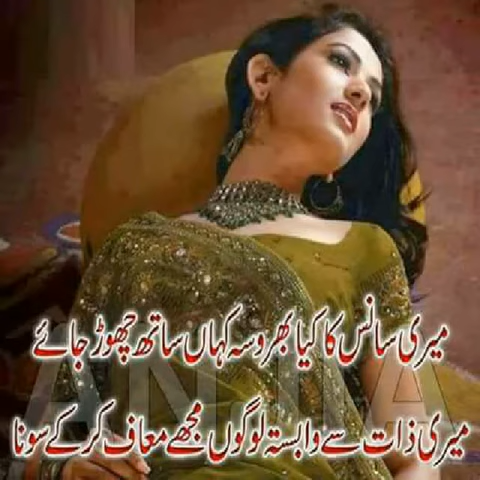 میری سانس کا کیا بھروسہ کہاں ساتھ چھوڑ جائے
میری ذات سے وابستہ لوگوں مجھے معاف کر کے سونا